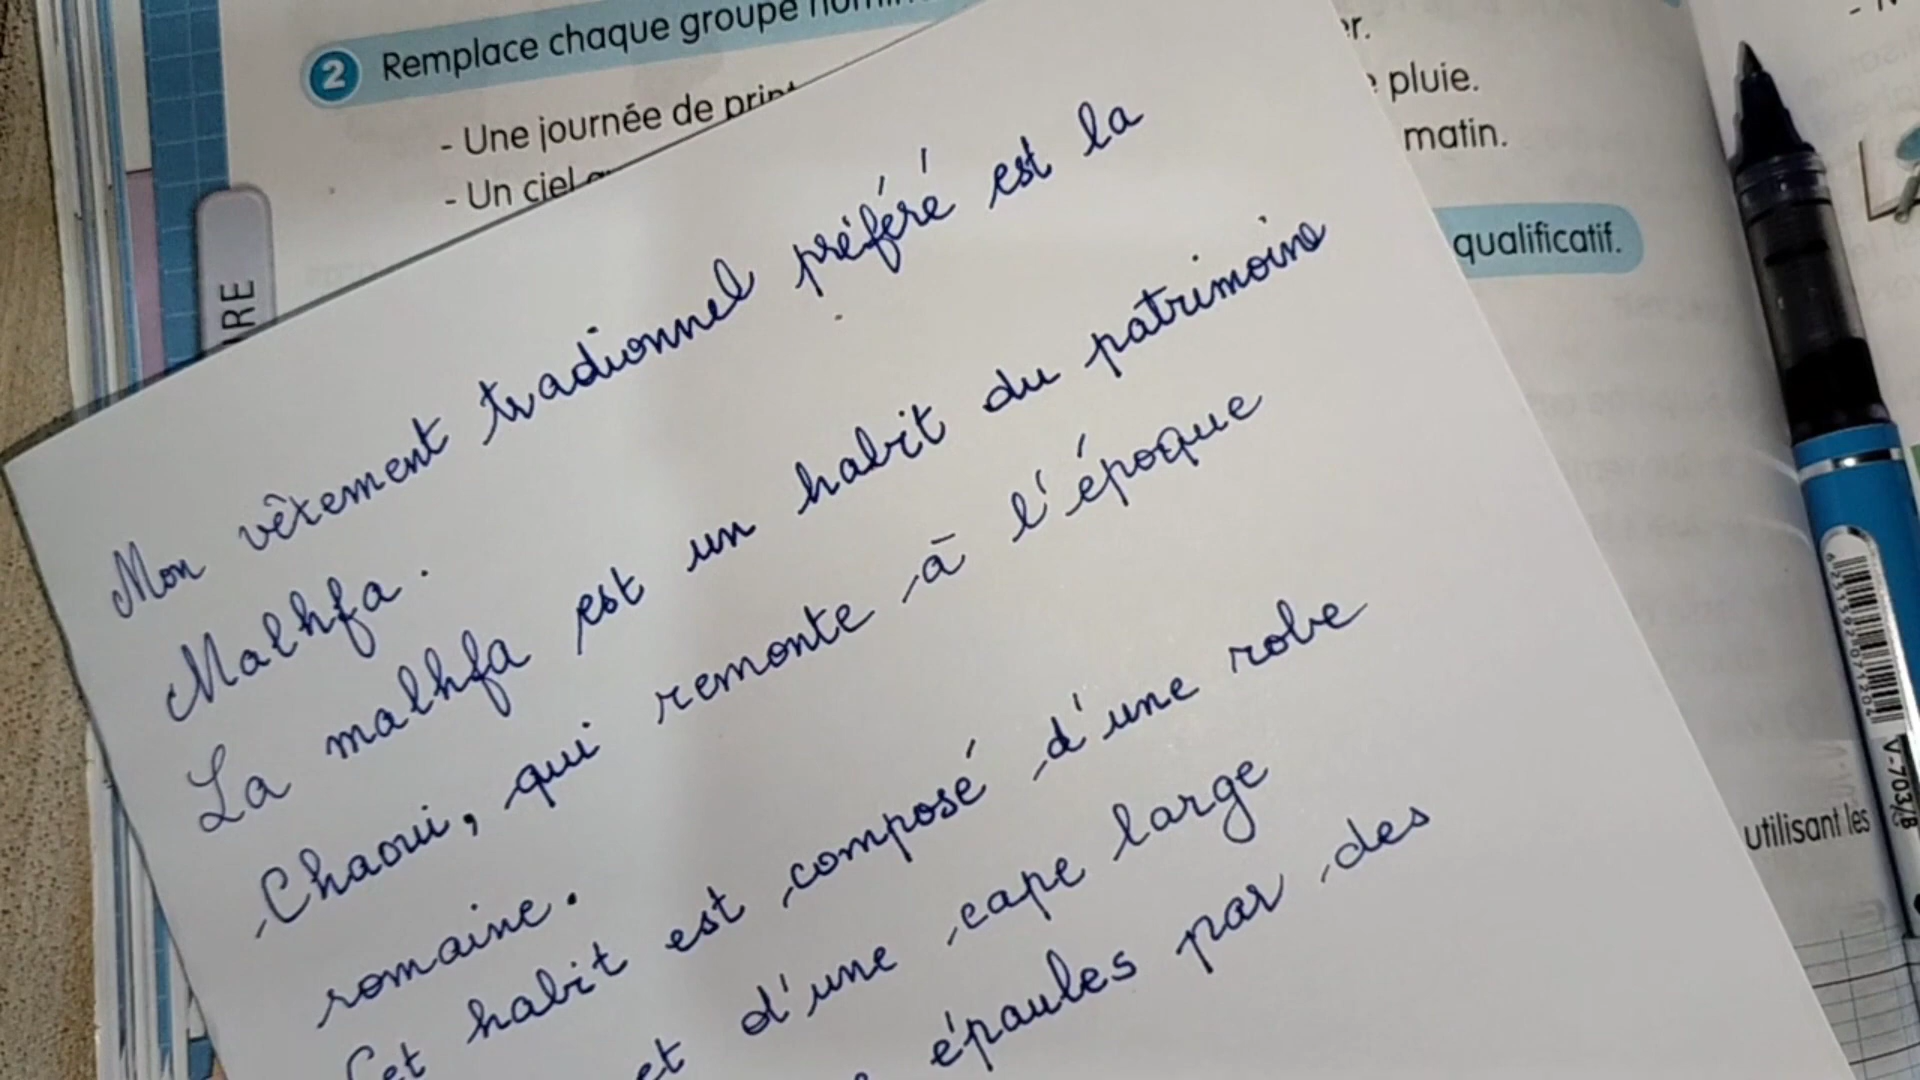 2 Remplace chaque groupe
- Une journée de
- Un ciel
pluie.
matin.
qualificatif.
utilisant les
Mon vêtement tradionnel préféré est la
Malhfa.
La malhfa est un habit du patrimoine
Chaoui, qui remonte à l'époque
romaine.
Cet habit est composé d'une robe
et d'une cape large
épaules par des
V-703/B